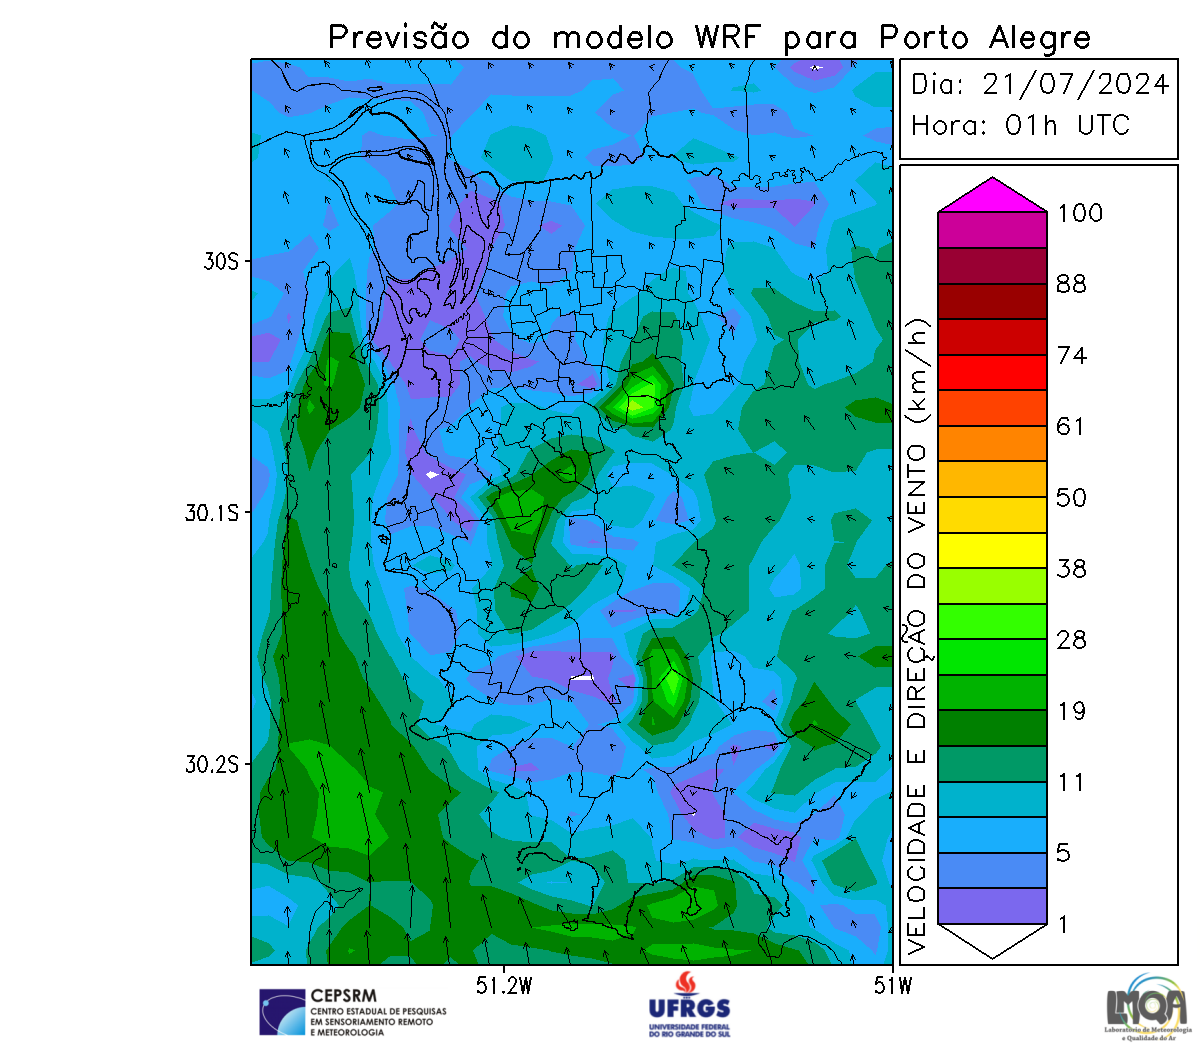 Previsão do modelo WRF para Porto Alegre
Dia: 21/07/2024
Hora: 01h UTC
VELOCIDADE E DIREÇÃO DO VENTO (km/h)
100
88
74
61
50
38
28
19
11
5
1
30S
30.1S
30.2S
51.2W
51W
CEPSRM
CENTRO ESTADUAL DE PESQUISAS
EM SENSORIAMENTO REMOTO
E METEOROLOGIA
UFRGS
UNIVERSIDADE FEDERAL
DO RIO GRANDE DO SUL
LMQA
Laboratório de Meteorologia
e Qualidade do Ar